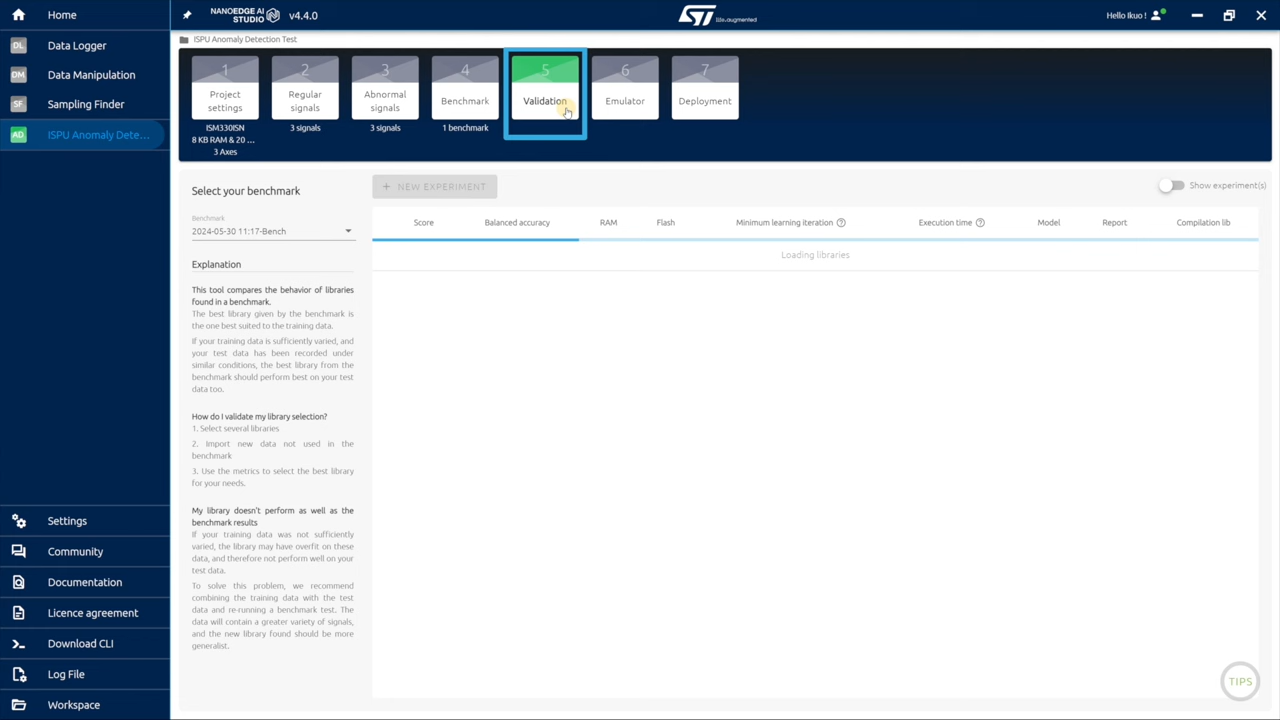 NANOEDGE AI
STUDIO
v4.4.0
ST
life.augmented
Hello Ikuo !
Home
DL Data Logger
DM Data Manipulation
SF Sampling Finder
AD ISPU Anomaly Dete...
ISPU Anomaly Detection Test
1
Project
settings
ISM330ISN
8 KB RAM & 20 ...
3 Axes
2
Regular
signals
3 signals
3
Abnormal
signals
3 signals
4
Benchmark
1 benchmark
5
Validation
6
Emulator
7
Deployment
Select your benchmark
Benchmark
2024-05-30 11:17-Bench
Explanation
This tool compares the behavior of libraries
found in a benchmark.
The best library given by the benchmark is
the one best suited to the training data.
If your training data is sufficiently varied, and
your test data has been recorded under
similar conditions, the best library from the
benchmark should perform best on your test
data too.
How do I validate my library selection?
1. Select several libraries
2. Import new data not used in the
benchmark
3. Use the metrics to select the best library
for your needs.
My library doesn't perform as well as the
benchmark results
If your training data was not sufficiently
varied, the library may have overfit on these
data, and therefore not perform well on your
test data.
To solve this problem, we recommend
combining the training data with the test
data and re-running a benchmark test. The
data will contain a greater variety of signals,
and the new library found should be more
generalist.
+ NEW EXPERIMENT
Show experiment(s)
Score Balanced accuracy RAM Flash Minimum learning iteration ? Execution time ? Model Report Compilation lib
Loading libraries
Settings
Community
Documentation
Licence agreement
Download CLI
Log File
Workspace
TIPS